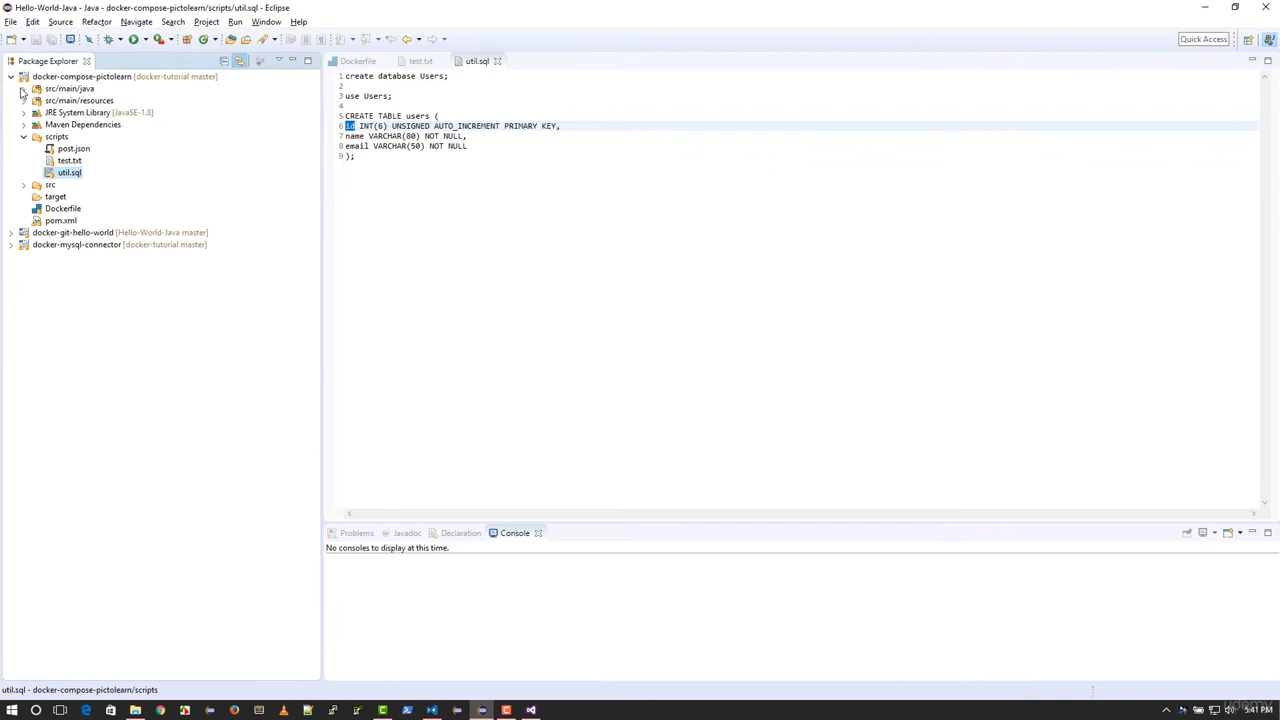 Hello-World-Java - Java - docker-compose-pictolearn/scripts/util.sql - Eclipse
File Edit Source Refactor Navigate Search Project Run Window Help
Quick Access
Package Explorer
docker-compose-pictolearn [docker-tutorial master]
src/main/java
src/main/resources
JRE System Library [JavaSE-1.8]
Maven Dependencies
scripts
post.json
test.txt
util.sql
src
target
Dockerfile
pom.xml
docker-git-hello-world [Hello-World-Java master]
docker-mysql-connector [docker-tutorial master]
Dockerfile test.txt util.sql
1 create database Users;
2
3 use Users;
4
5 CREATE TABLE users (
6 id INT(6) UNSIGNED AUTO_INCREMENT PRIMARY KEY,
7 name VARCHAR(80) NOT NULL,
8 email VARCHAR(50) NOT NULL
9 );
Problems Javadoc Declaration Console
No consoles to display at this time.
util.sql - docker-compose-pictolearn/scripts
udemy
5:41 PM